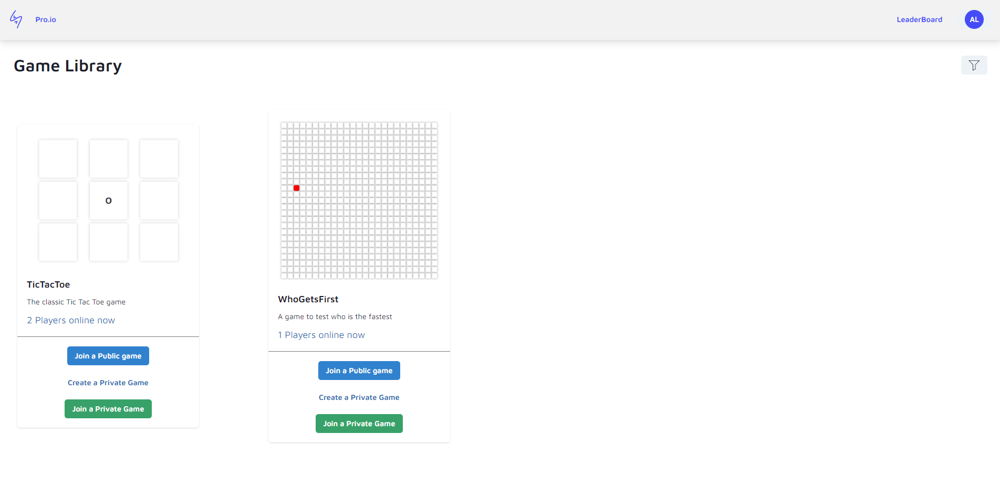 Pro.io
LeaderBoard
AL
Game Library
O
TicTacToe
The classic Tic Tac Toe game
2 Players online now
Join a Public game
Create a Private Game
Join a Private Game
WhoGetsFirst
A game to test who is the fastest
1 Players online now
Join a Public game
Create a Private Game
Join a Private Game